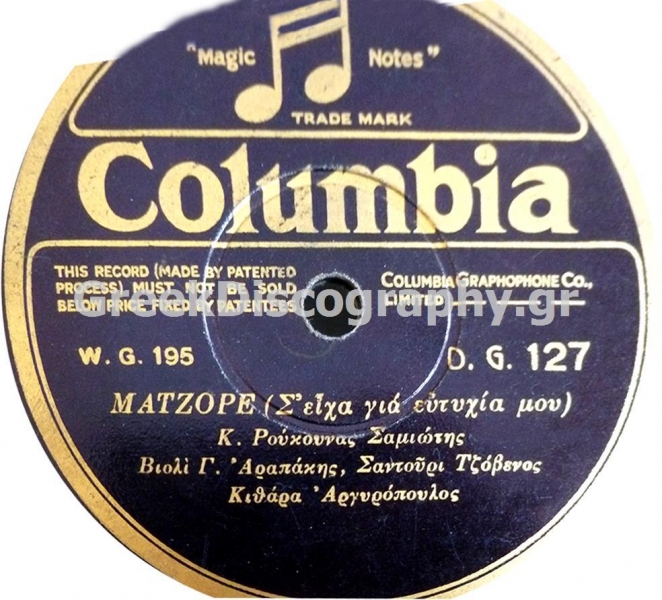 "Magic Notes"
TRADE MARK
Columbia
THIS RECORD (MADE BY PATENTED
PROCESS) MUST NOT BE SOLD
BELOW PRICE FIXED BY PATENTEES
COLUMBIA GRAPHOPHONE CO.,
LIMITED
GreekDiscography.gr
W. G. 195
D. G. 127
ΜΑΤΖΟΡΕ (Σ'εἶχα γιά εὐτυχία μου)
Κ. Ρούκουνας Σαμιώτης
Βιολὶ Γ. Ἀραπάκης, Σαντοῦρι Τζόβενος
Κιθάρα Ἀργυρόπουλος